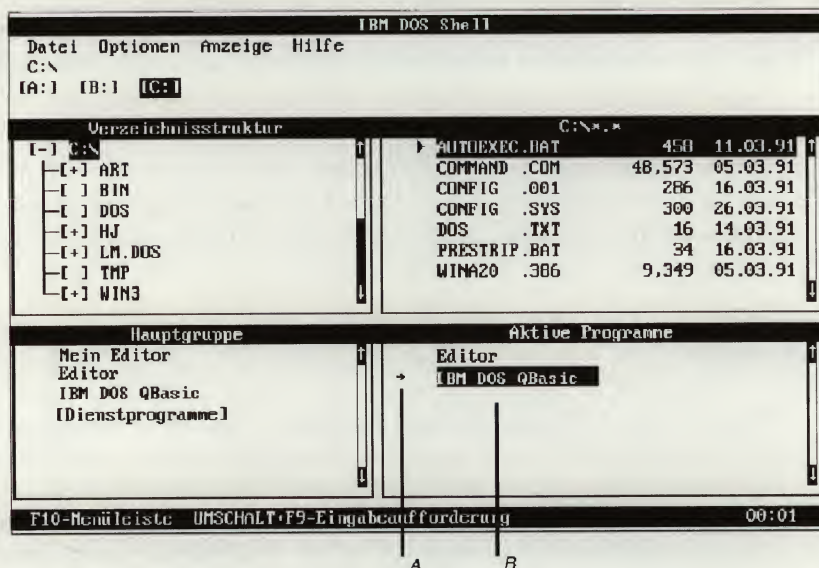 IBM DOS Shell
Datei Optionen Anzeige Hilfe
C:\
[A:] [B:] [C:]
Verzeichnisstruktur
[-] C:\
[+] ART
[ ] BIN
[ ] DOS
[+] HJ
[+] LM.DOS
[ ] TMP
[+] WIN3
C:\*.*
AUTOEXEC.BAT 458 11.03.91
COMMAND .COM 48,573 05.03.91
CONFIG .001 286 16.03.91
CONFIG .SYS 300 26.03.91
DOS .TXT 16 14.03.91
PRESTRIP.BAT 34 16.03.91
WINA20 .386 9,349 05.03.91
Hauptgruppe
Mein Editor
Editor
IBM DOS QBasic
[Dienstprogramme]
Aktive Programme
Editor
→ IBM DOS QBasic
F10-Menüleiste UMSCHALT+F9-Eingabeaufforderung 00:01
A B